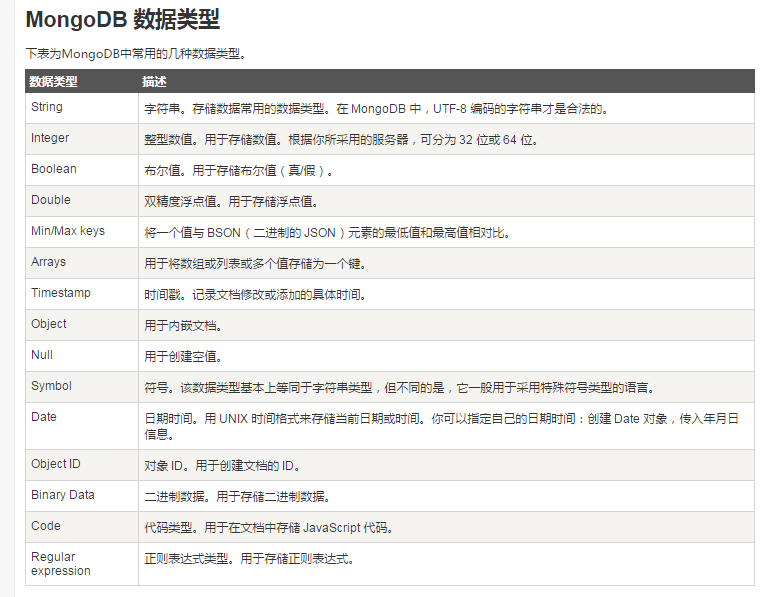 MongoDB 数据类型
下表为MongoDB中常用的几种数据类型。
数据类型 描述
String 字符串。存储数据常用的数据类型。在 MongoDB 中，UTF-8 编码的字符串才是合法的。
Integer 整型数值。用于存储数值。根据你所采用的服务器，可分为 32 位或 64 位。
Boolean 布尔值。用于存储布尔值（真/假）。
Double 双精度浮点值。用于存储浮点值。
Min/Max keys 将一个值与 BSON（二进制的 JSON）元素的最低值和最高值相对比。
Arrays 用于将数组或列表或多个值存储为一个键。
Timestamp 时间戳。记录文档修改或添加的具体时间。
Object 用于内嵌文档。
Null 用于创建空值。
Symbol 符号。该数据类型基本上等同于字符串类型，但不同的是，它一般用于采用特殊符号类型的语言。
Date 日期时间。用 UNIX 时间格式来存储当前日期或时间。你可以指定自己的日期时间：创建 Date 对象，传入年月日
信息。
Object ID 对象 ID。用于创建文档的 ID。
Binary Data 二进制数据。用于存储二进制数据。
Code 代码类型。用于在文档中存储 JavaScript 代码。
Regular 正则表达式类型。用于存储正则表达式。
expression